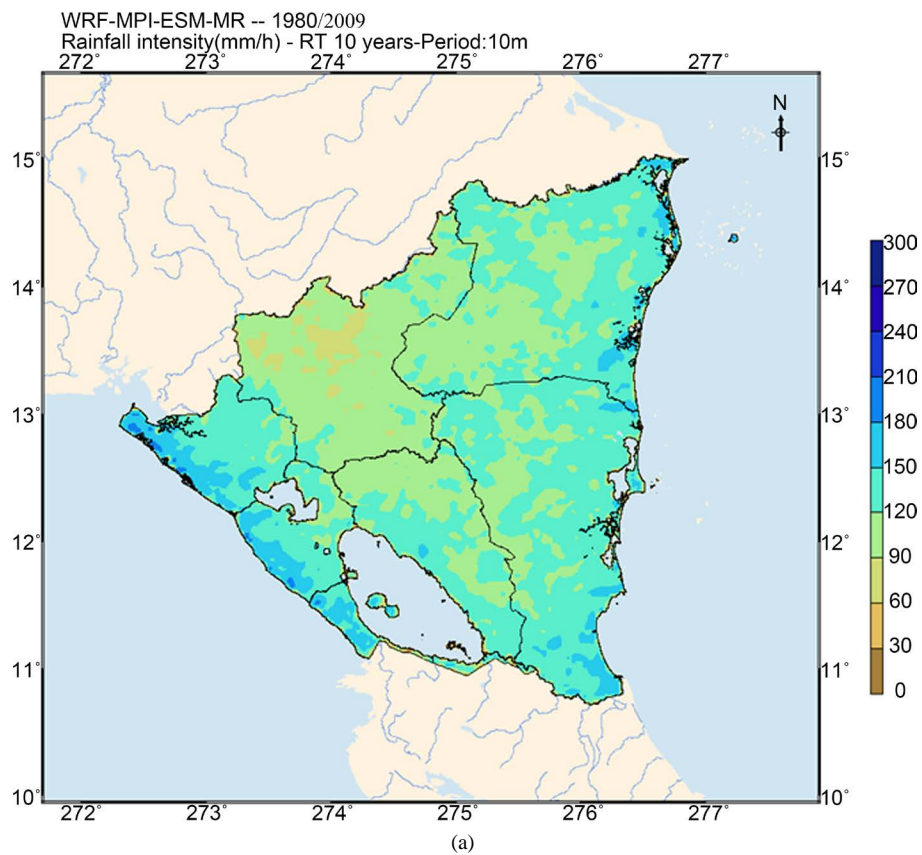 WRF-MPI-ESM-MR -- 1980/2009
Rainfall intensity(mm/h) - RT 10 years-Period:10m
272° 273° 274° 275° 276° 277°
N
15° 15°
300
14° 14° 270
240
210
13° 13° 180
150
120
12° 12° 90
60
30
11° 11° 0
10° 10°
272° 273° 274° 275° 276° 277°
(a)